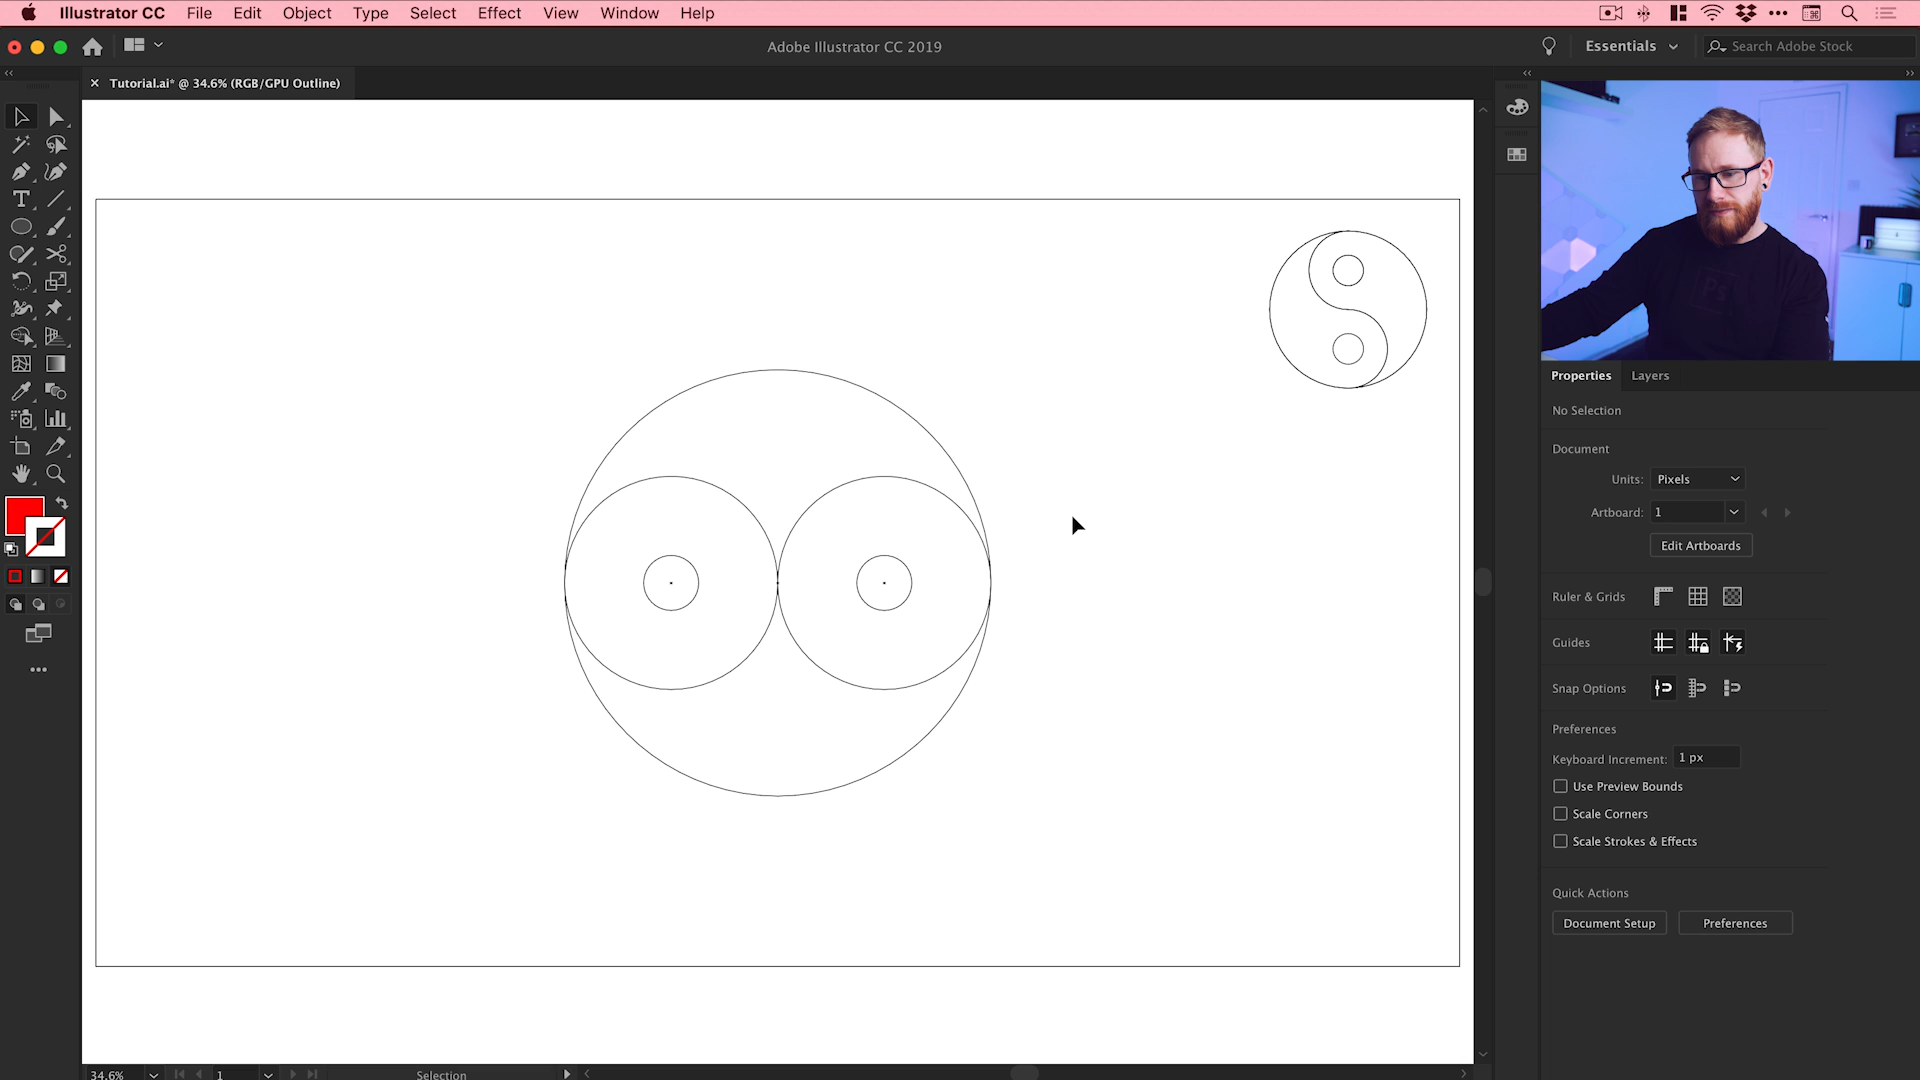 Illustrator CC File Edit Object Type Select Effect View Window Help
Adobe Illustrator CC 2019
Essentials
Search Adobe Stock
Tutorial.ai* @ 34.6% (RGB/GPU Outline)
Properties Layers
No Selection
Document
Units: Pixels
Artboard: 1
Edit Artboards
Ruler & Grids
Guides
Snap Options
Preferences
Keyboard Increment: 1 px
Use Preview Bounds
Scale Corners
Scale Strokes & Effects
Quick Actions
Document Setup Preferences
34.6% 1 Selection